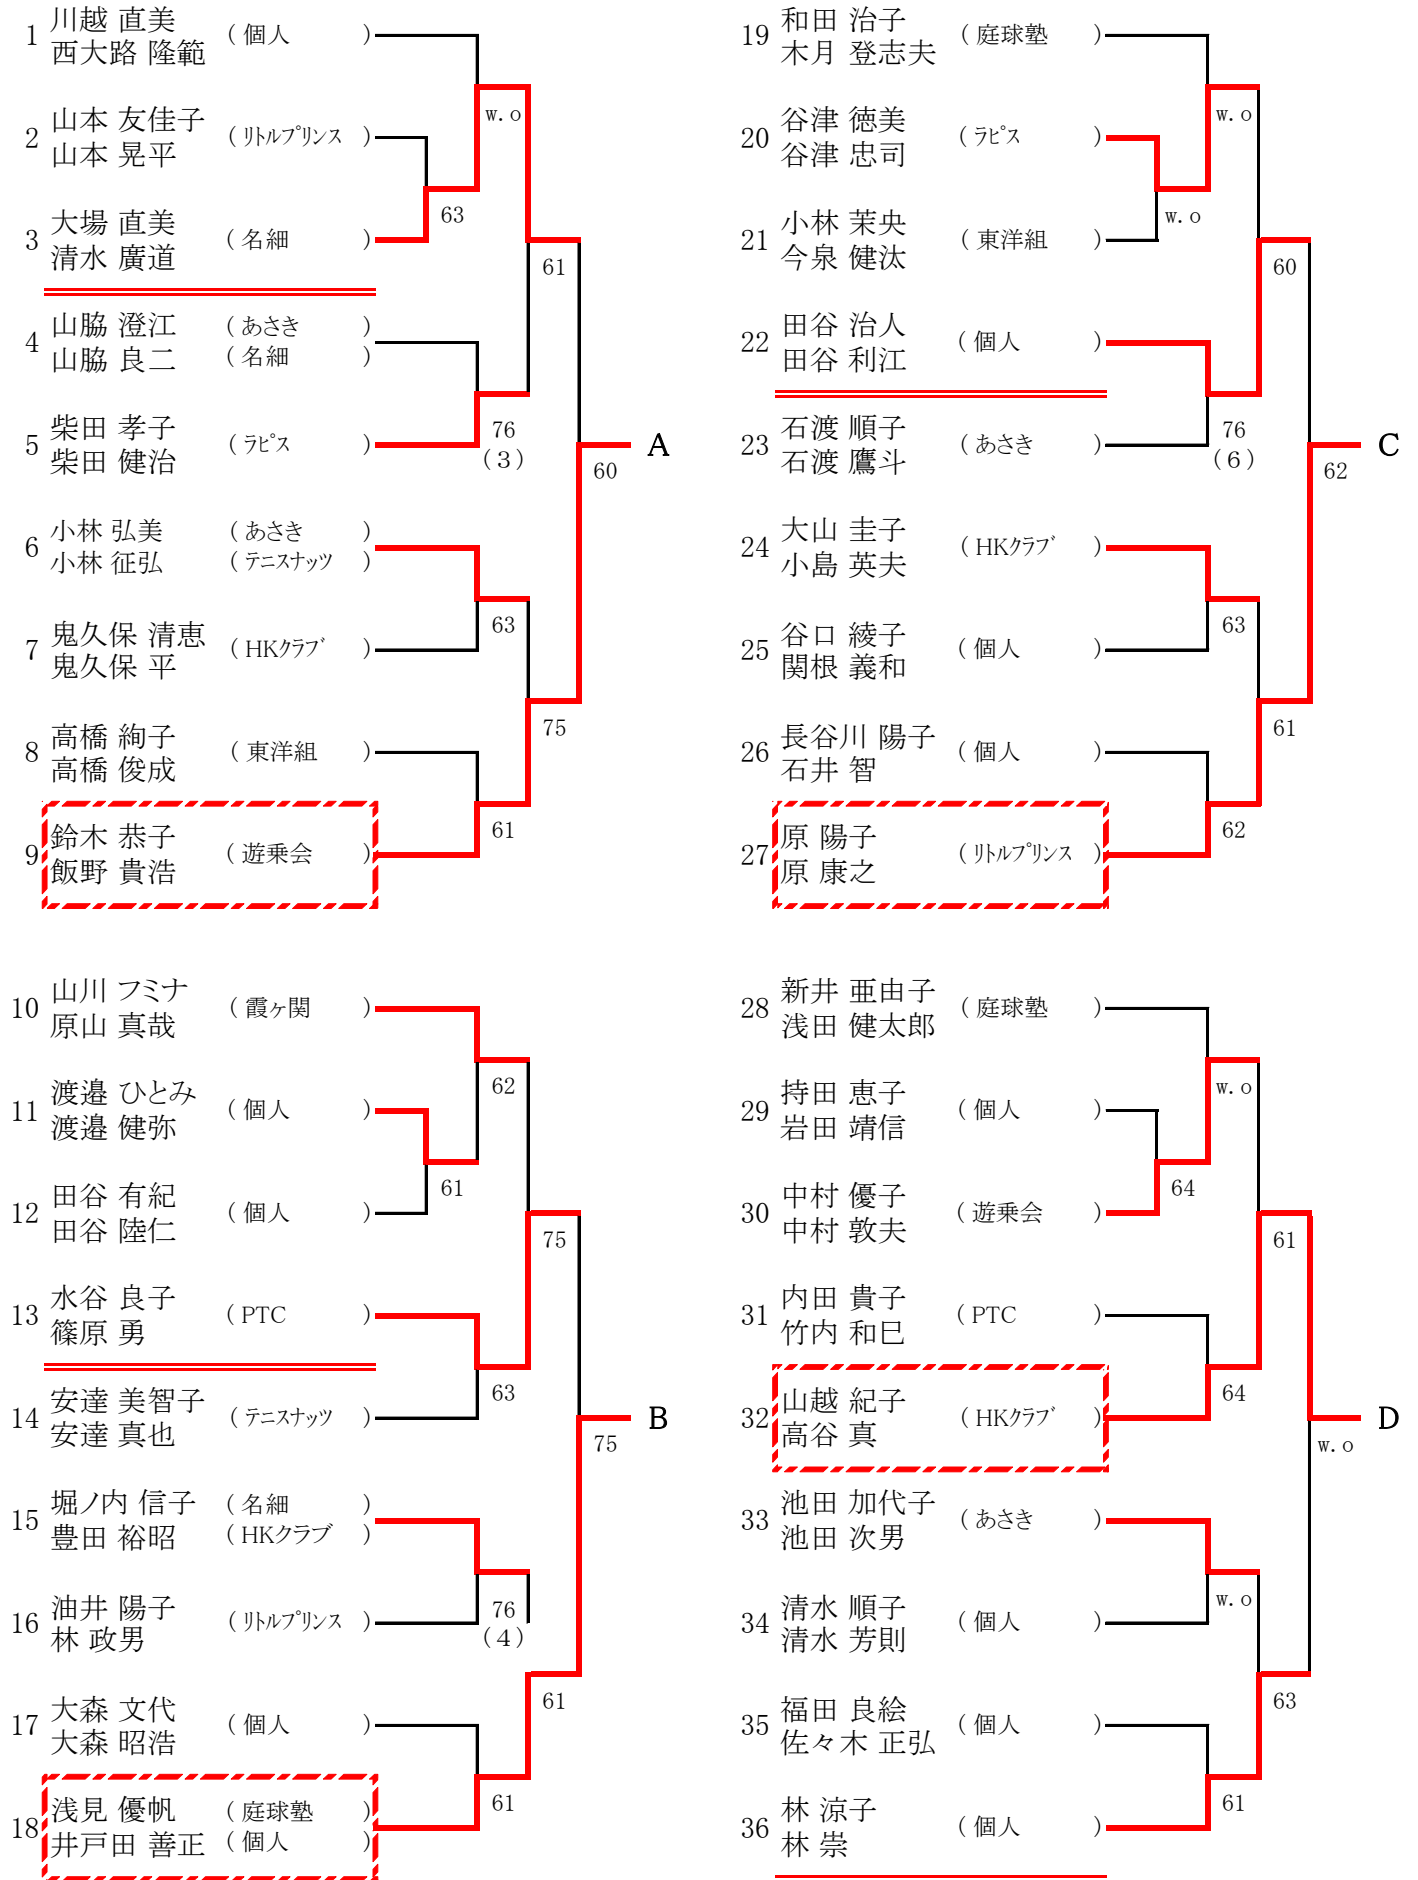 1 川越 直美 ( 個人 )
西大路 隆範
w.o
2 山本 友佳子 ( リトルプリンス )
山本 晃平
63
3 大場 直美 ( 名細 )
清水 廣道
61
4 山脇 澄江 ( あさき )
山脇 良二 ( 名細 )
5 柴田 孝子 ( ラピス )
柴田 健治
76
(3)
A
60
6 小林 弘美 ( あさき )
小林 征弘 ( テニスナッツ )
63
7 鬼久保 清恵 ( HKクラブ )
鬼久保 平
75
8 高橋 絢子 ( 東洋組 )
高橋 俊成
61
9 鈴木 恭子 ( 遊乗会 )
飯野 貴浩
10 山川 フミナ ( 霞ヶ関 )
原山 真哉
62
11 渡邉 ひとみ ( 個人 )
渡邉 健弥
61
12 田谷 有紀 ( 個人 )
田谷 陸仁
75
13 水谷 良子 ( PTC )
篠原 勇
63
14 安達 美智子 ( テニスナッツ )
安達 真也
B
75
15 堀ノ内 信子 ( 名細 )
豊田 裕昭 ( HKクラブ )
76
(4)
16 油井 陽子 ( リトルプリンス )
林 政男
61
17 大森 文代 ( 個人 )
大森 昭浩
61
18 浅見 優帆 ( 庭球塾 )
井戸田 善正 ( 個人 )
19 和田 治子 ( 庭球塾 )
木月 登志夫
w.o
20 谷津 徳美 ( ラピス )
谷津 忠司
w.o
21 小林 茉央 ( 東洋組 )
今泉 健汰
60
22 田谷 治人 ( 個人 )
田谷 利江
76
(6)
23 石渡 順子 ( あさき )
石渡 鷹斗
C
62
24 大山 圭子 ( HKクラブ )
小島 英夫
63
25 谷口 綾子 ( 個人 )
関根 義和
61
26 長谷川 陽子 ( 個人 )
石井 智
62
27 原 陽子 ( リトルプリンス )
原 康之
28 新井 亜由子 ( 庭球塾 )
浅田 健太郎
w.o
29 持田 恵子 ( 個人 )
岩田 靖信
64
30 中村 優子 ( 遊乗会 )
中村 敦夫
61
31 内田 貴子 ( PTC )
竹内 和巳
64
32 山越 紀子 ( HKクラブ )
高谷 真
D
w.o
33 池田 加代子 ( あさき )
池田 次男
w.o
34 清水 順子 ( 個人 )
清水 芳則
63
35 福田 良絵 ( 個人 )
佐々木 正弘
61
36 林 涼子 ( 個人 )
林 崇